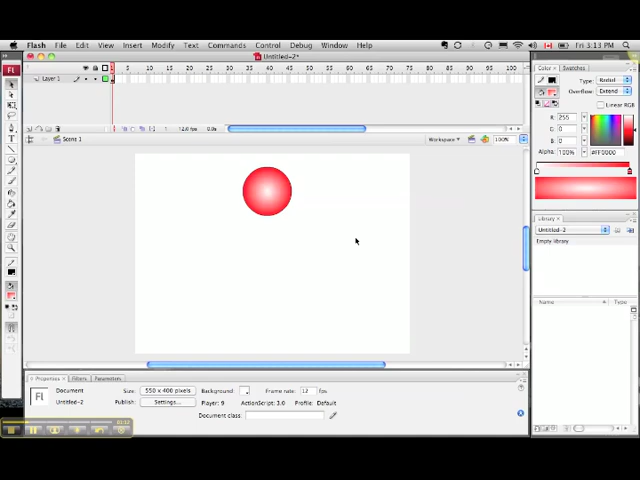 Flash File Edit View Insert Modify Text Commands Control Debug Window Help Fri 3:13 PM
Untitled-2*
Fl
5 10 15 20 25 30 35 40 45 50 55 60 65 70 75 80 85 90 95 100
Layer 1
12.0 fps 0.0s
Scene 1
Workspace
100%
Color Swatches
Type: Radial
Overflow: Extend
Linear RGB
R: 255
G: 0
B: 0
Alpha: 100% #FF0000
Library
Untitled-2
Empty library
Name Type
Properties Filters Parameters
Fl
Document
Untitled-2
Size: 550 x 400 pixels
Publish: Settings...
Background:
Frame rate: 12 fps
Player: 9 ActionScript: 3.0 Profile: Default
Document class: